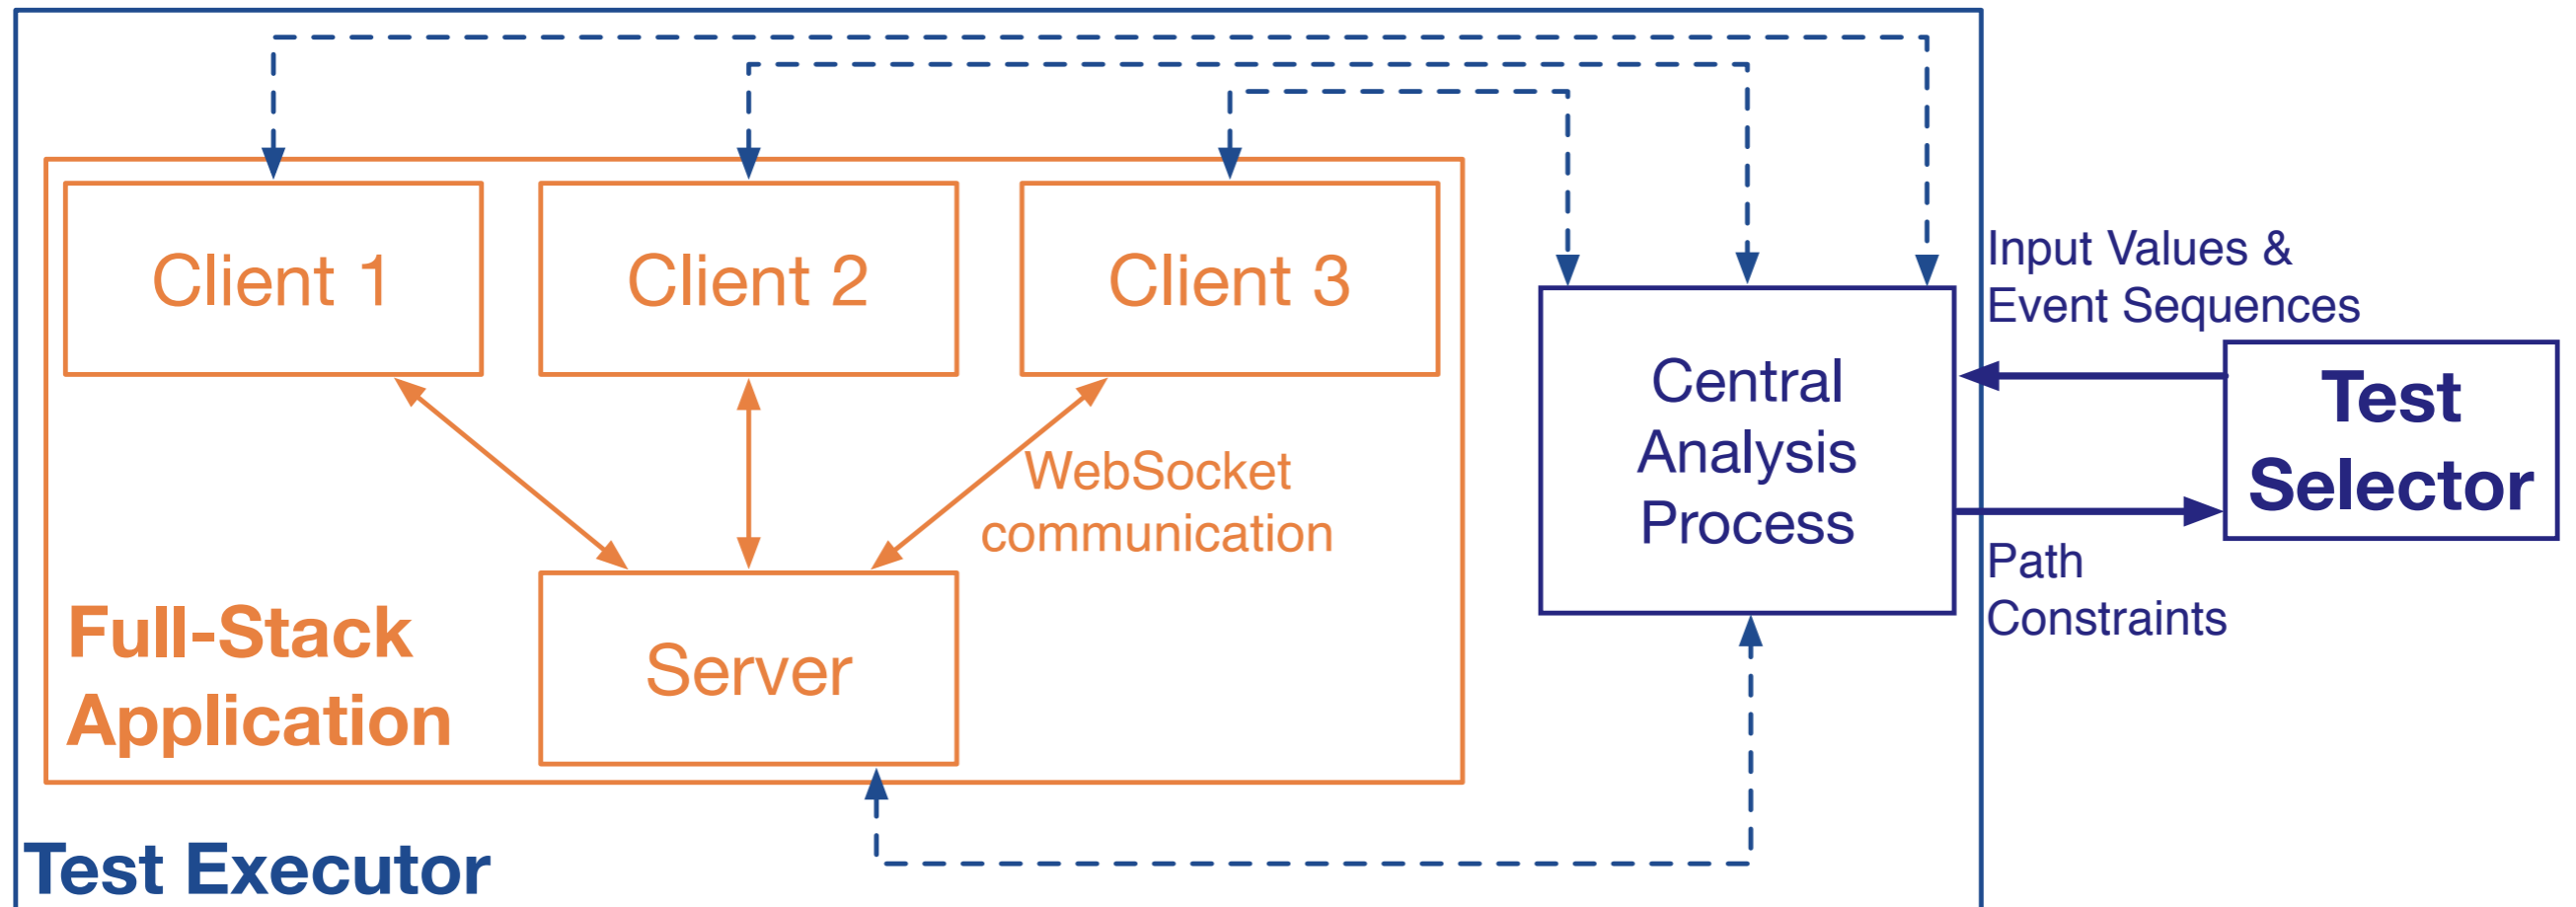 Client 1
Client 2
Client 3
Input Values &
Event Sequences
Central
Analysis
Process
Test
Selector
WebSocket
communication
Path
Constraints
Full-Stack
Application
Server
Test Executor